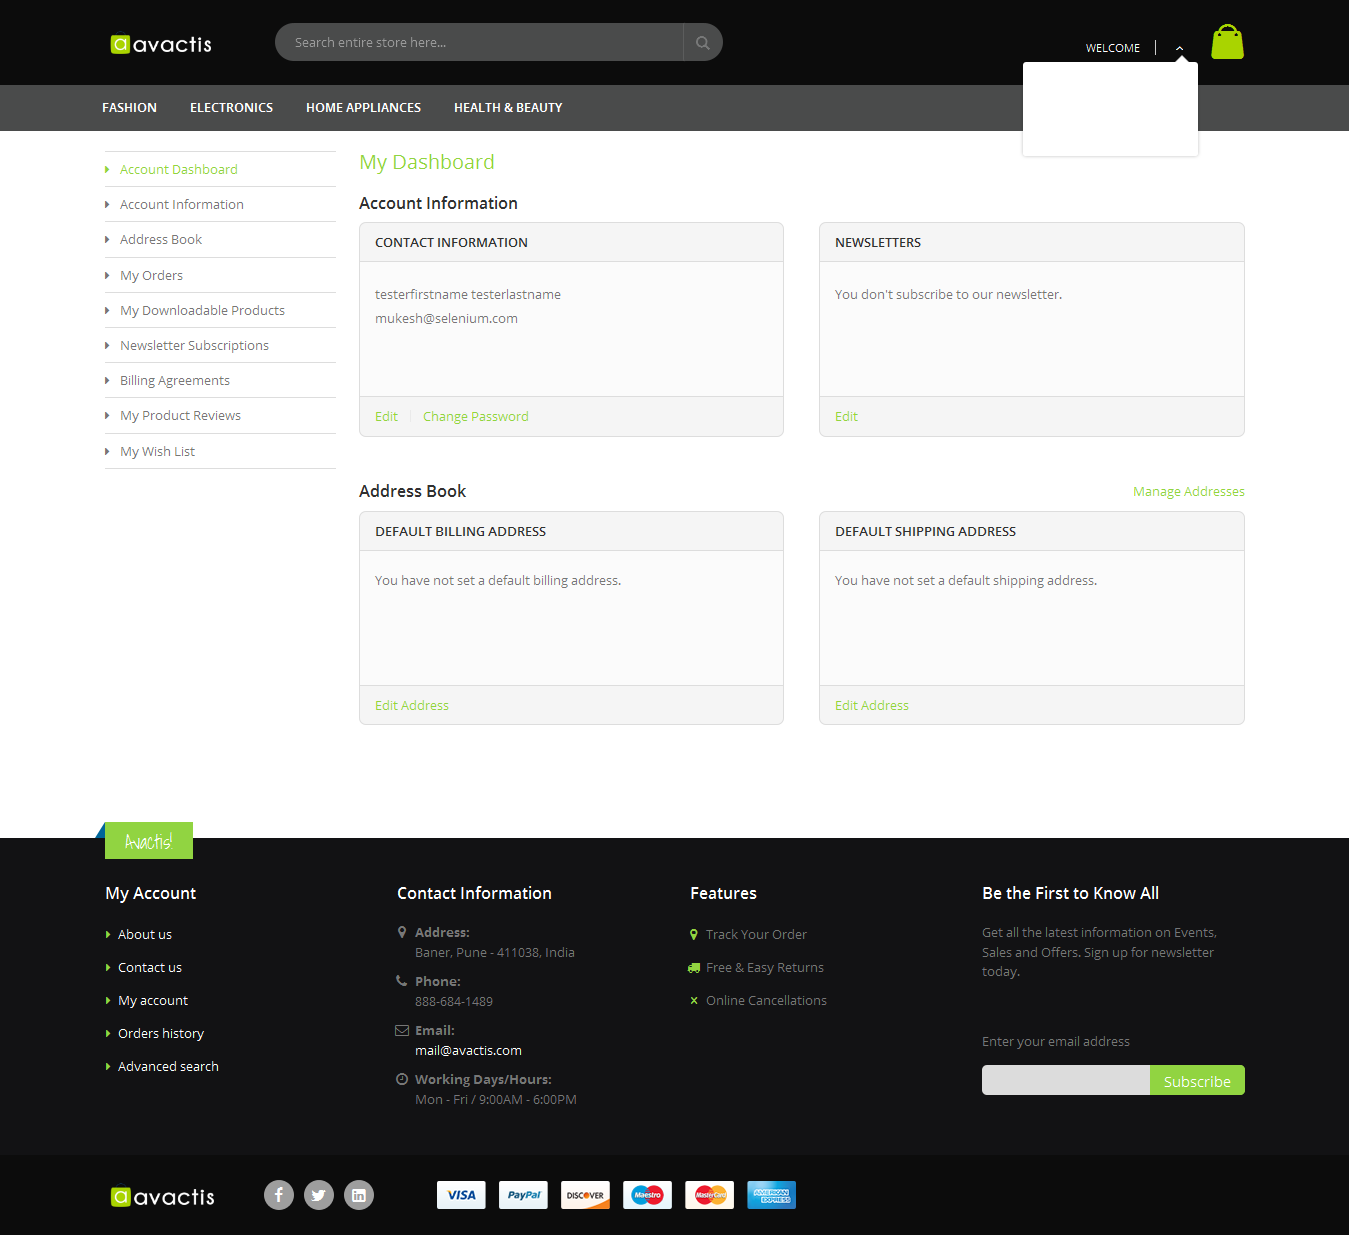 avactis
Search entire store here...
WELCOME
FASHION
ELECTRONICS
HOME APPLIANCES
HEALTH & BEAUTY
Account Dashboard
Account Information
Address Book
My Orders
My Downloadable Products
Newsletter Subscriptions
Billing Agreements
My Product Reviews
My Wish List
My Dashboard
Account Information
CONTACT INFORMATION
testerfirstname testerlastname
mukesh@selenium.com
Edit
Change Password
NEWSLETTERS
You don't subscribe to our newsletter.
Edit
Address Book
Manage Addresses
DEFAULT BILLING ADDRESS
You have not set a default billing address.
Edit Address
DEFAULT SHIPPING ADDRESS
You have not set a default shipping address.
Edit Address
Avactis!
My Account
About us
Contact us
My account
Orders history
Advanced search
Contact Information
Address:
Baner, Pune - 411038, India
Phone:
888-684-1489
Email:
mail@avactis.com
Working Days/Hours:
Mon - Fri / 9:00AM - 6:00PM
Features
Track Your Order
Free & Easy Returns
Online Cancellations
Be the First to Know All
Get all the latest information on Events,
Sales and Offers. Sign up for newsletter
today.
Enter your email address
Subscribe
avactis
VISA
PayPal
DISCOVER
Maestro
MasterCard
AMERICAN
EXPRESS